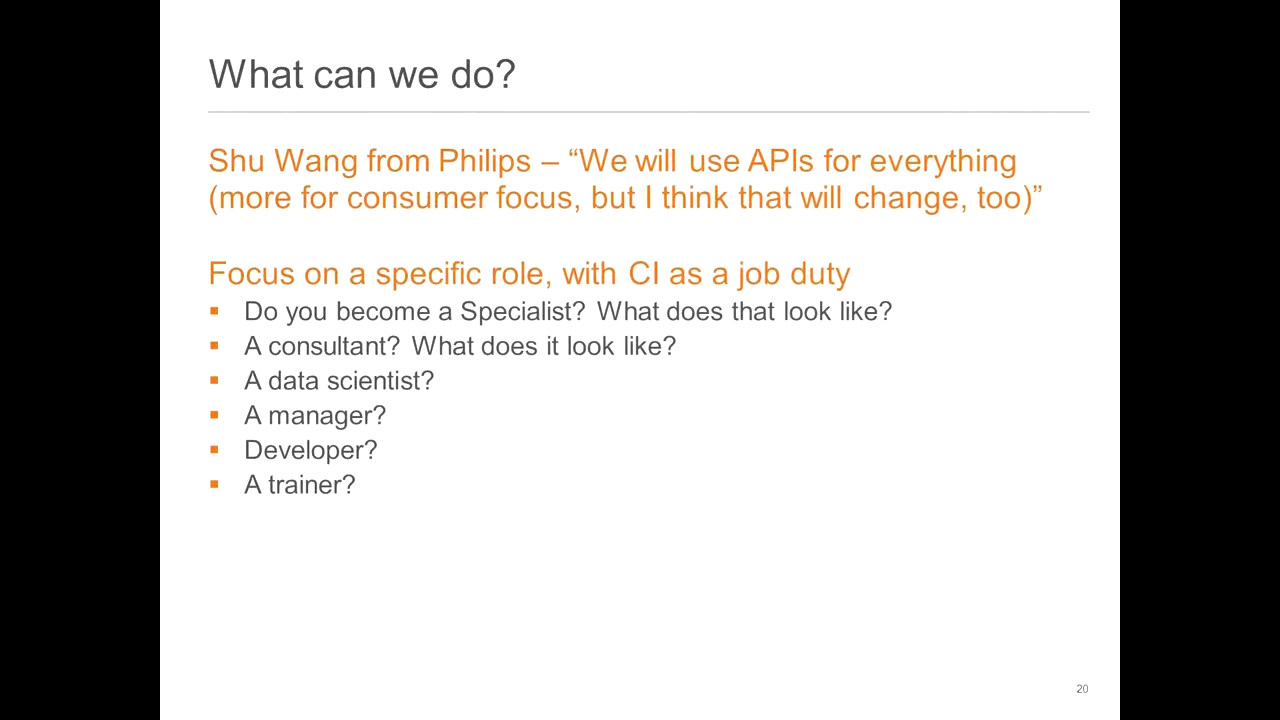 What can we do?
Shu Wang from Philips – “We will use APIs for everything
(more for consumer focus, but I think that will change, too)”
Focus on a specific role, with CI as a job duty
▪ Do you become a Specialist? What does that look like?
▪ A consultant? What does it look like?
▪ A data scientist?
▪ A manager?
▪ Developer?
▪ A trainer?
20